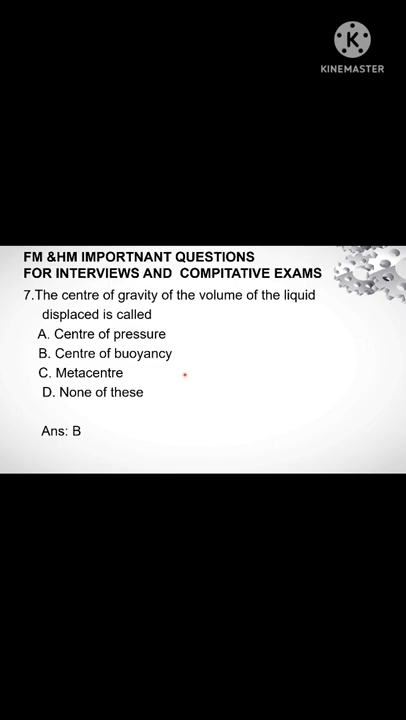 K
KINEMASTER
FM &HM IMPORTNANT QUESTIONS
FOR INTERVIEWS AND COMPITATIVE EXAMS
7.The centre of gravity of the volume of the liquid
displaced is called
A. Centre of pressure
B. Centre of buoyancy
C. Metacentre
D. None of these
Ans: B